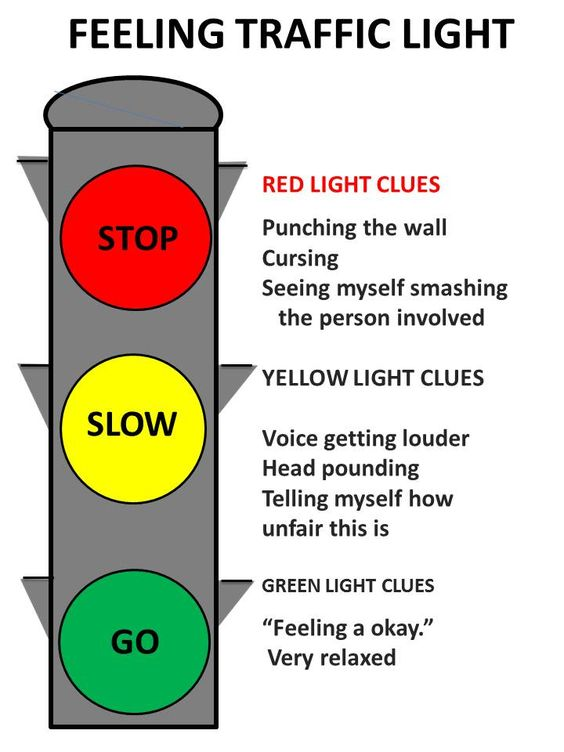 FEELING TRAFFIC LIGHT
STOP
RED LIGHT CLUES
Punching the wall
Cursing
Seeing myself smashing
the person involved
SLOW
YELLOW LIGHT CLUES
Voice getting louder
Head pounding
Telling myself how
unfair this is
GO
GREEN LIGHT CLUES
“Feeling a okay.”
Very relaxed